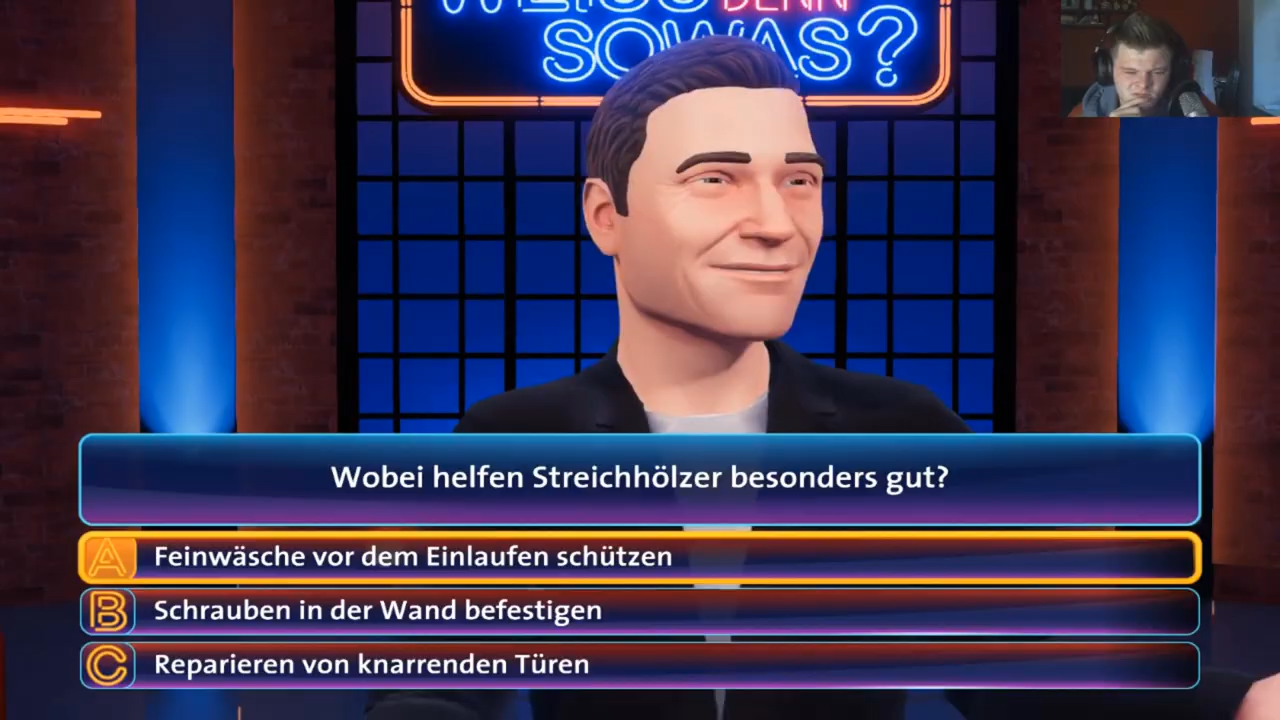 SOWAS?
Wobei helfen Streichhölzer besonders gut?
A Feinwäsche vor dem Einlaufen schützen
B Schrauben in der Wand befestigen
C Reparieren von knarrenden Türen